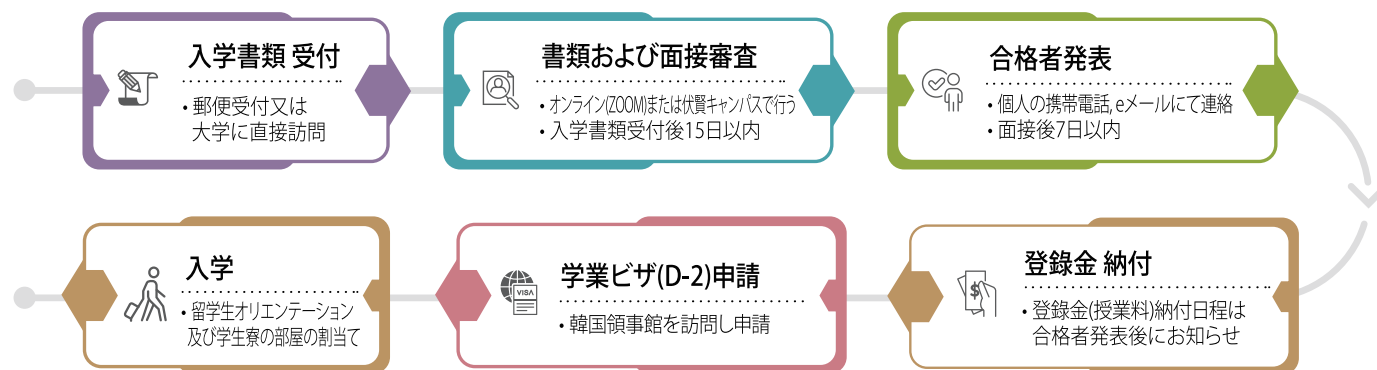 入学書類 受付
• 郵便受付又は
大学に直接訪問
書類および面接審査
• オンライン(ZOOM)または伏賢キャンパスで行う
• 入学書類受付後15日以内
合格者発表
• 個人の携帯電話, eメールにて連絡
• 面接後7日以内
登錄金 納付
• 登錄金(授業料)納付日程は
合格者発表後にお知らせ
学業ビザ(D-2)申請
VISA
• 韓国領事館を訪問し申請
入学
• 留学生オリエンテーション
及び学生寮の部屋の割当て